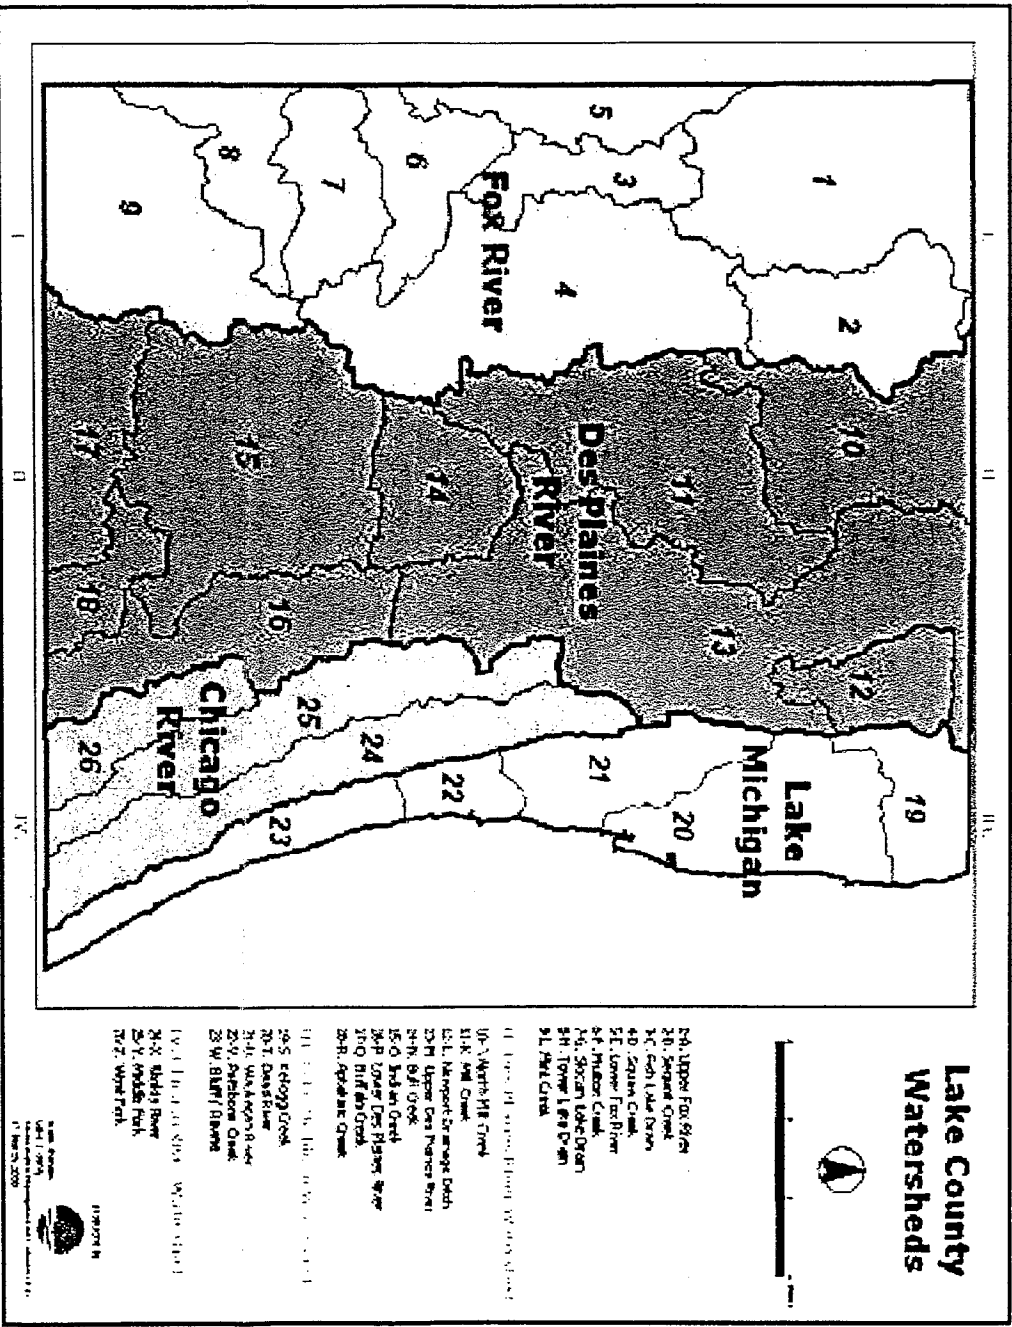 Lake County
Watersheds
I.
II
III.
1
2
3
4
5
6
7
8
9
Fox River
10
11
12
13
14
15
16
17
18
Des Plaines
River
19
20
21
22
23
Lake
Michigan
24
25
26
Chicago
River
I
II
IV.
1-A. Upper Fox River
2-B. Sequoit Creek
3-C. Fish Lake Drain
4-D. Squaw Creek
5-E. Lower Fox River
6-F. Mutton Creek
7-G. Slocum Lake Drain
8-H. Tower Lake Drain
9-I. Flint Creek
10-J. North Mill Creek
11-K. Mill Creek
12-L. Newport Drainage Ditch
13-M. Upper Des Plaines River
14-N. Bull Creek
15-O. Indian Creek
16-P. Lower Des Plaines River
17-Q. Buffalo Creek
18-R. Aptakisic Creek
19-S. Kellogg Creek
20-T. Dead River
21-U. Waukegan River
22-V. Pettibone Creek
23-W. Bluff/Ravine
24-X. Skokie River
25-Y. Middle Fork
26-Z. West Fork